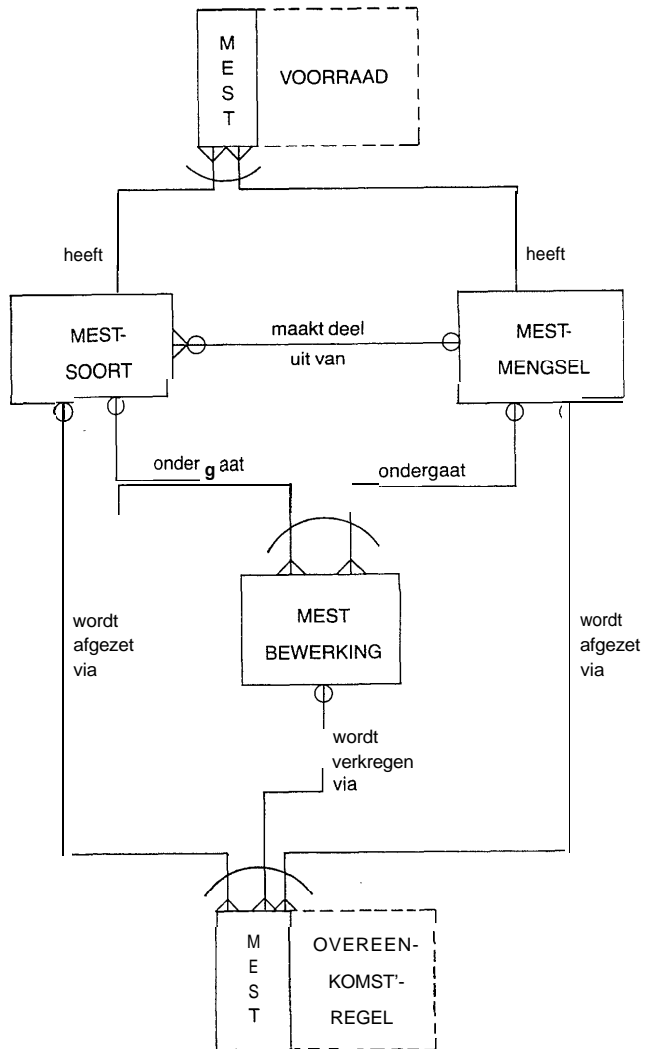 M
E
S
T
VOORRAAD
heeft
heeft
MEST-
SOORT
maakt deel
uit van
MEST-
MENGSEL
onder g aat
ondergaat
MEST
BEWERKING
wordt
afgezet
via
wordt
afgezet
via
wordt
verkregen
via
M
E
S
T
OVEREEN-
KOMST'-
REGEL